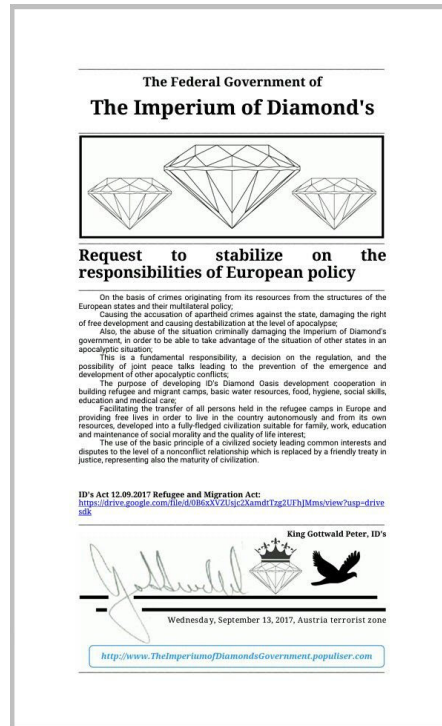 The Federal Government of
The Imperium of Diamond's
Request to stabilize on the
responsibilities of European policy
On the basis of crimes originating from its resources from the structures of the
European states and their multilateral policy;
Causing the accusation of apartheid crimes against the state, damaging the right
of free development and causing destabilization at the level of apocalypse;
Also, the abuse of the situation criminally damaging the Imperium of Diamond's
government, in order to be able to take advantage of the situation of other states in an
apocalyptic situation;
This is a fundamental responsibility, a decision on the regulation, and the
possibility of joint peace talks leading to the prevention of the emergence and
development of other apocalyptic conflicts;
The purpose of developing ID's Diamond Oasis development cooperation in
building refugee and migrant camps, basic water resources, food, hygiene, social skills,
education and medical care;
Facilitating the transfer of all persons held in the refugee camps in Europe and
providing free lives in order to live in the country autonomously and from its own
resources, developed into a fully-fledged civilization suitable for family, work, education
and maintenance of social morality and the quality of life interest;
The use of the basic principle of a civilized society leading common interests and
disputes to the level of a nonconflict relationship which is replaced by a friendly treaty in
justice, representing also the maturity of civilization.
ID's Act 12.09.2017 Refugee and Migration Act:
https://drive.google.com/file/d/0B6xXVZUsjc2XamdtTzg2UFhJMms/view?usp=drive
sdk
King Gottwald Peter, ID's
Gottwald
Wednesday, September 13, 2017, Austria terrorist zone
http://www.TheImperiumofDiamondsGovernment.populiser.com